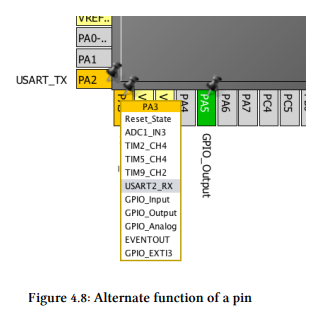 VREF..
PA0-..
PA1
USART_TX
PA2
V
V
PA4
PA5
PA6
PA7
PC4
PC5
GPIO_Output
PA3
Reset_State
ADC1_IN3
TIM2_CH4
TIM5_CH4
TIM9_CH2
USART2_RX
GPIO_Input
GPIO_Output
GPIO_Analog
EVENTOUT
GPIO_EXTI3
Figure 4.8: Alternate function of a pin